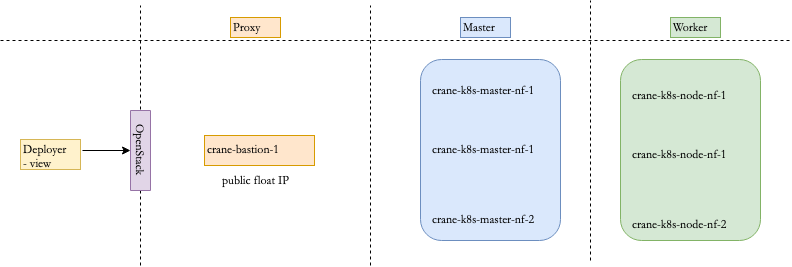 Proxy
Master
Worker
Deployer
- view
OpenStack
crane-bastion-1
public float IP
crane-k8s-master-nf-1
crane-k8s-master-nf-1
crane-k8s-master-nf-2
crane-k8s-node-nf-1
crane-k8s-node-nf-1
crane-k8s-node-nf-2